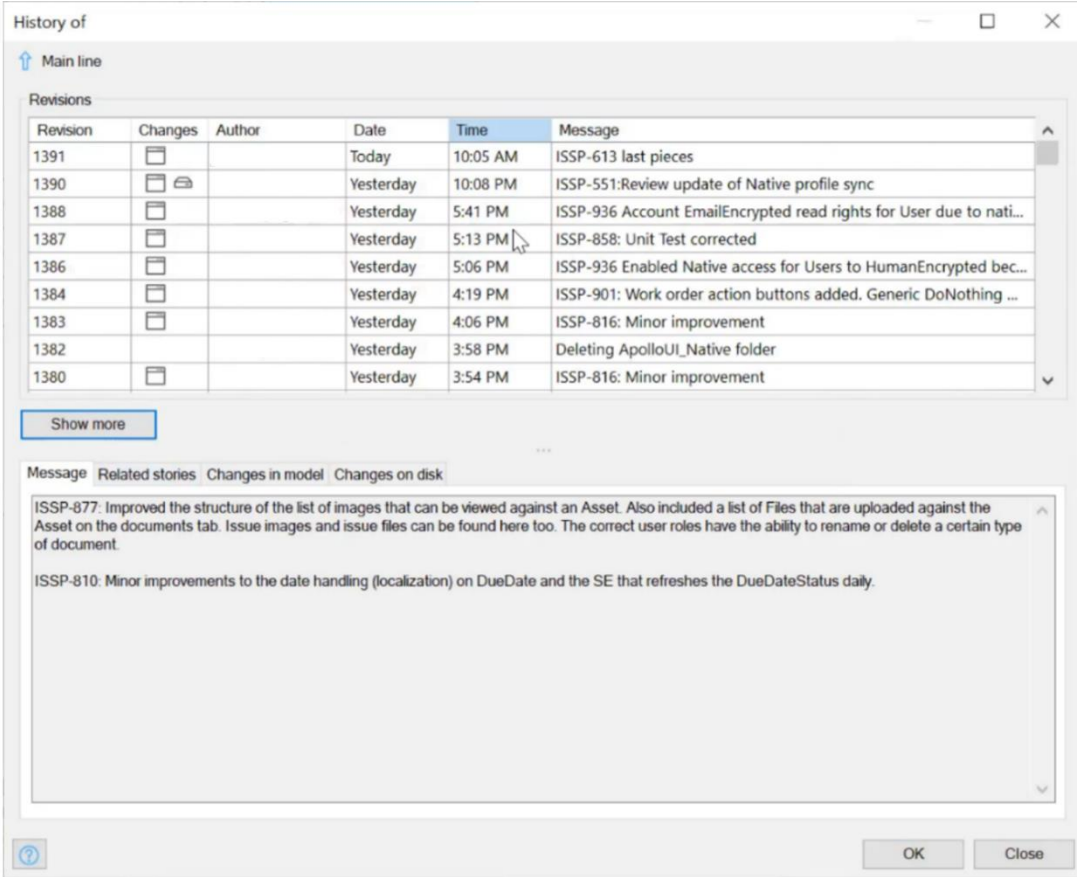 History of
Main line
Revisions
Revision Changes Author Date Time Message
1391 Today 10:05 AM ISSP-613 last pieces
1390 Yesterday 10:08 PM ISSP-551:Review update of Native profile sync
1388 Yesterday 5:41 PM ISSP-936 Account EmailEncrypted read rights for User due to nati...
1387 Yesterday 5:13 PM ISSP-858: Unit Test corrected
1386 Yesterday 5:06 PM ISSP-936 Enabled Native access for Users to HumanEncrypted bec...
1384 Yesterday 4:19 PM ISSP-901: Work order action buttons added. Generic DoNothing ...
1383 Yesterday 4:06 PM ISSP-816: Minor improvement
1382 Yesterday 3:58 PM Deleting ApolloUI_Native folder
1380 Yesterday 3:54 PM ISSP-816: Minor improvement
Show more
...
Message Related stories Changes in model Changes on disk
ISSP-877: Improved the structure of the list of images that can be viewed against an Asset. Also included a list of Files that are uploaded against the
Asset on the documents tab. Issue images and issue files can be found here too. The correct user roles have the ability to rename or delete a certain type
of document.
ISSP-810: Minor improvements to the date handling (localization) on DueDate and the SE that refreshes the DueDateStatus daily.
? OK Close